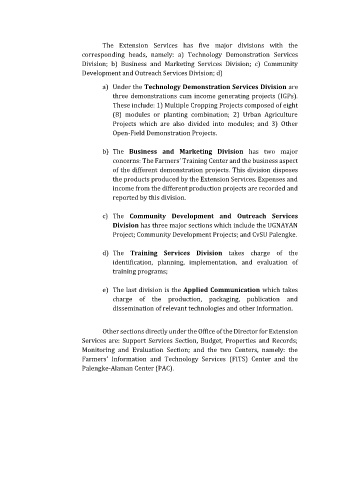 The Extension Services has five major divisions with the
corresponding heads, namely: a) Technology Demonstration Services
Division; b) Business and Marketing Services Division; c) Community
Development and Outreach Services Division; d)
a) Under the Technology Demonstration Services Division are
three demonstrations cum income generating projects (IGPs).
These include: 1) Multiple Cropping Projects composed of eight
(8) modules or planting combination; 2) Urban Agriculture
Projects which are also divided into modules; and 3) Other
Open-Field Demonstration Projects.
b) The Business and Marketing Division has two major
concerns: The Farmers' Training Center and the business aspect
of the different demonstration projects. This division disposes
the products produced by the Extension Services. Expenses and
income from the different production projects are recorded and
reported by this division.
c) The Community Development and Outreach Services
Division has three major sections which include the UGNAYAN
Project; Community Development Projects; and CvSU Palengke.
d) The Training Services Division takes charge of the
identification, planning, implementation, and evaluation of
training programs;
e) The last division is the Applied Communication which takes
charge of the production, packaging, publication and
dissemination of relevant technologies and other information.
Other sections directly under the Office of the Director for Extension
Services are: Support Services Section, Budget, Properties and Records;
Monitoring and Evaluation Section; and the two Centers, namely: the
Farmers' Information and Technology Services (FITS) Center and the
Palengke-Alaman Center (PAC).